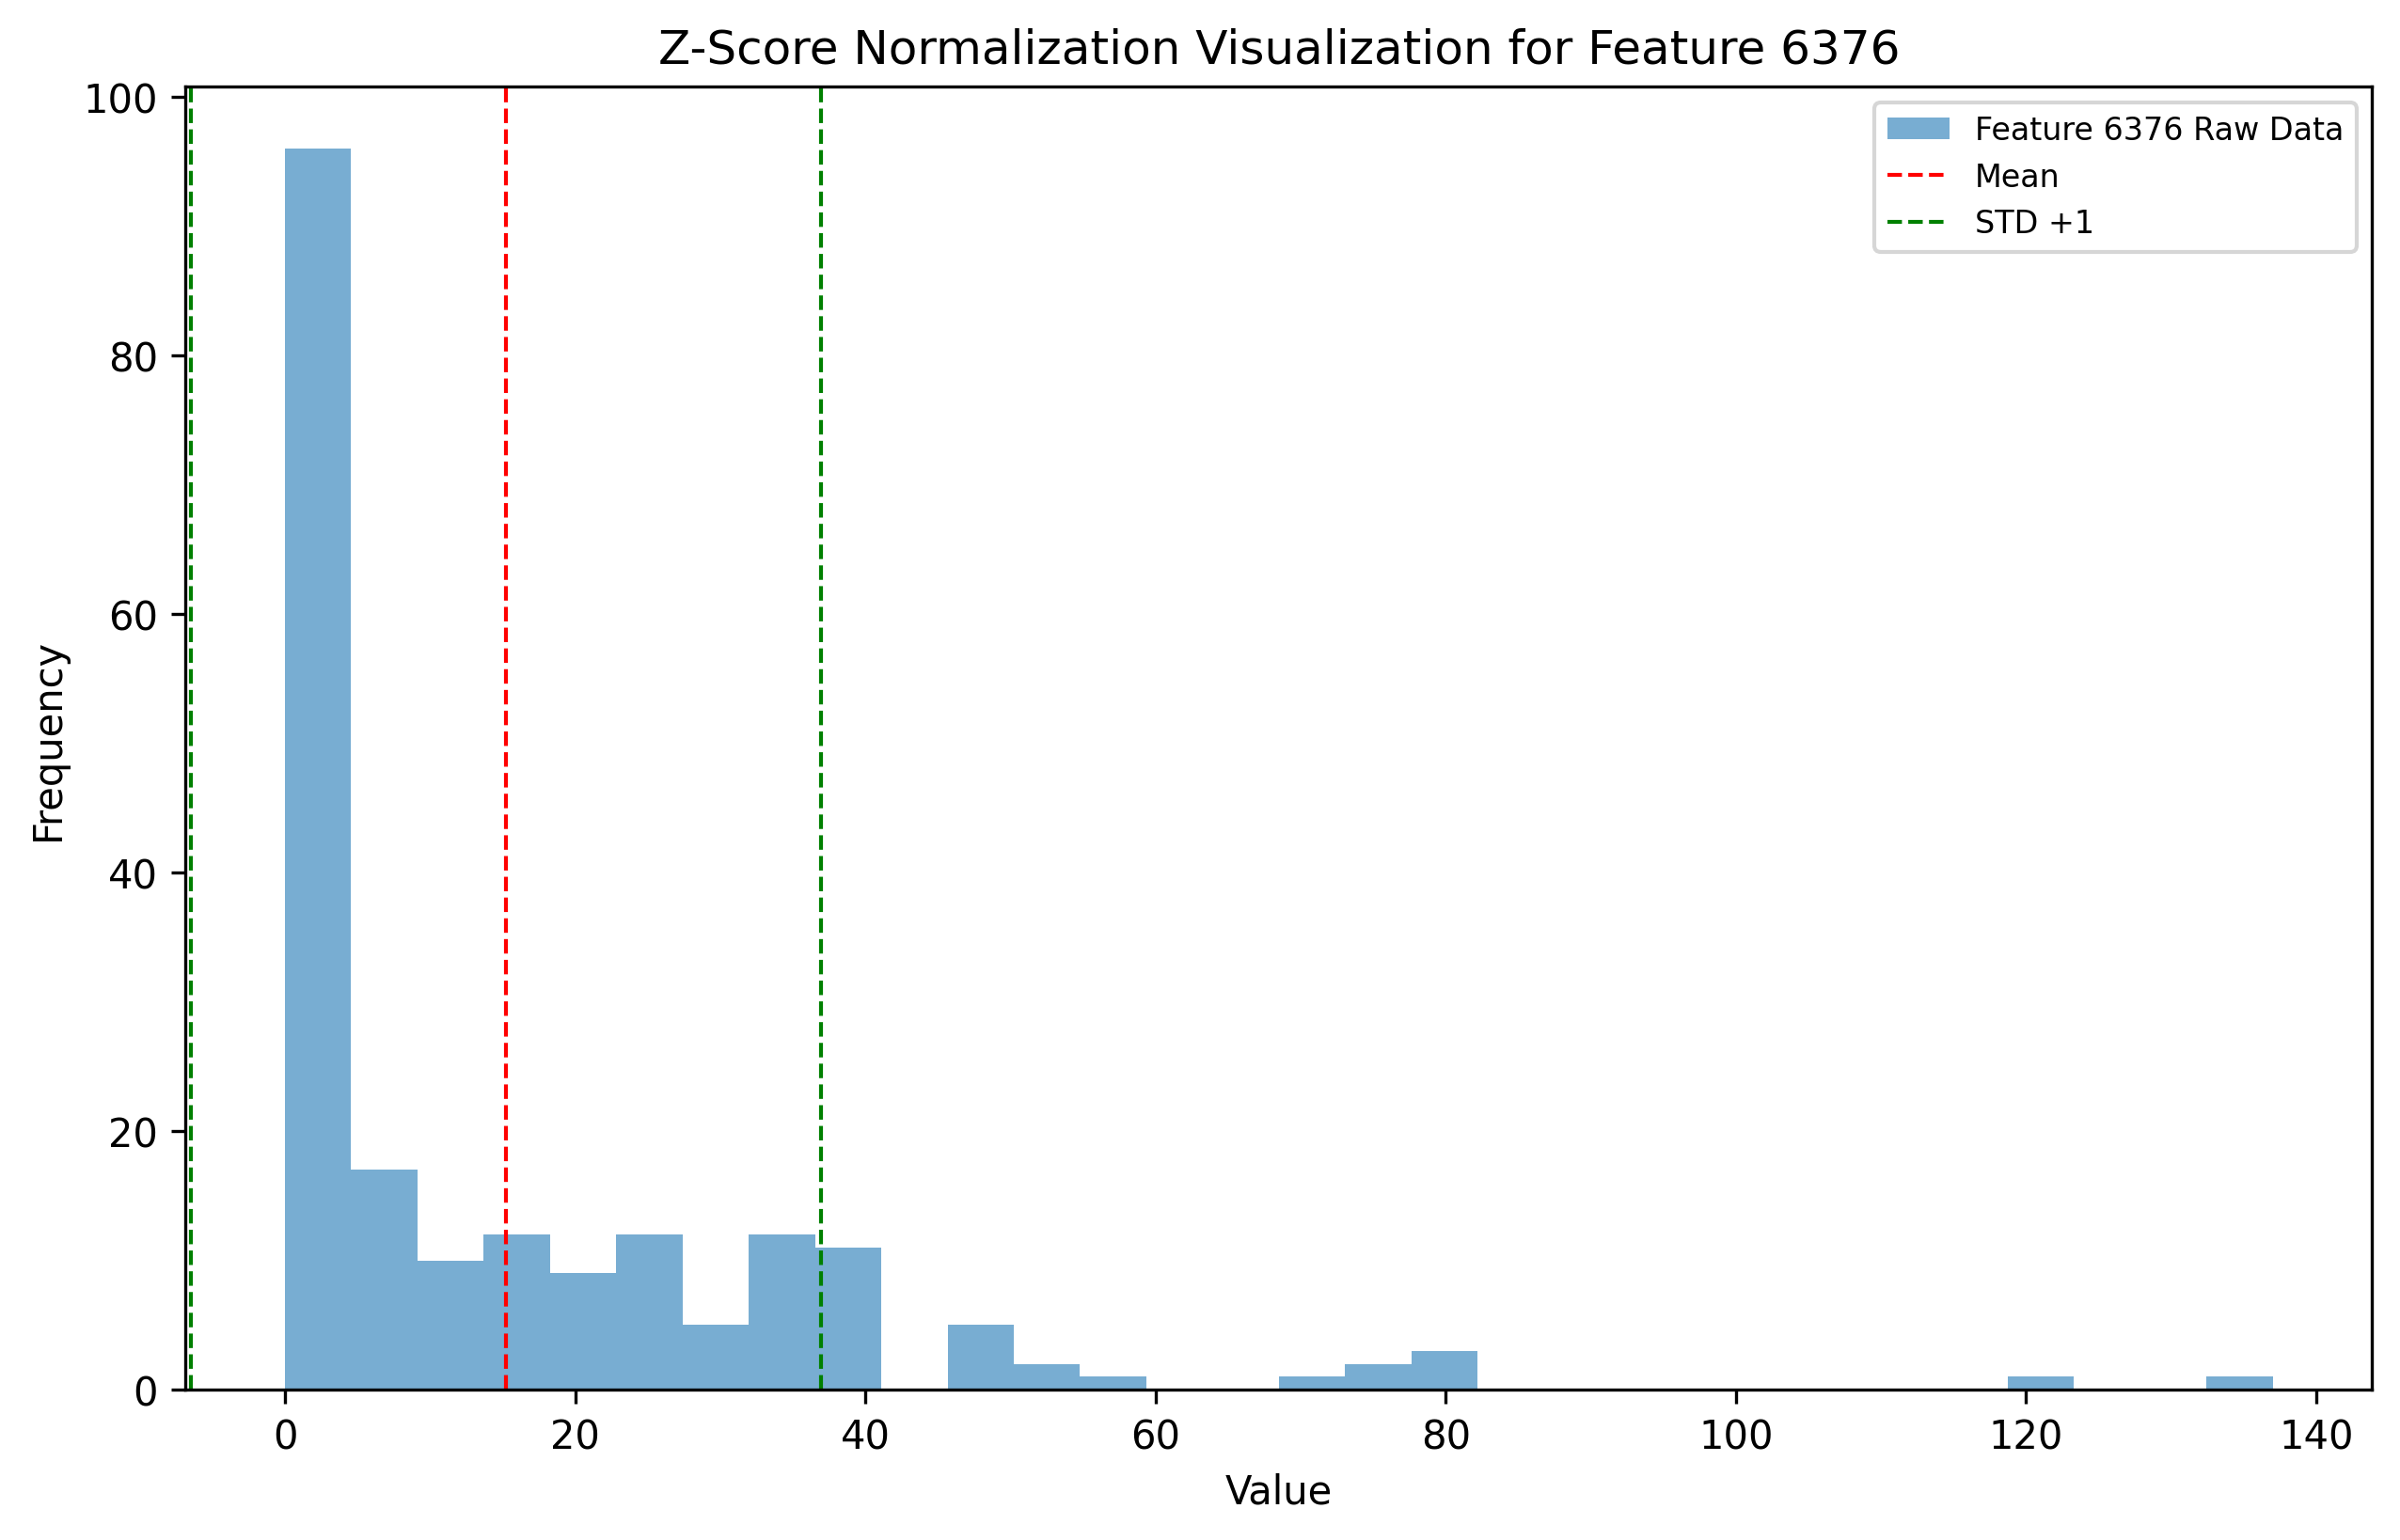 Z-Score Normalization Visualization for Feature 6376
Feature 6376 Raw Data
Mean
STD +1
100
80
60
40
20
0
Frequency
0 20 40 60 80 100 120 140
Value